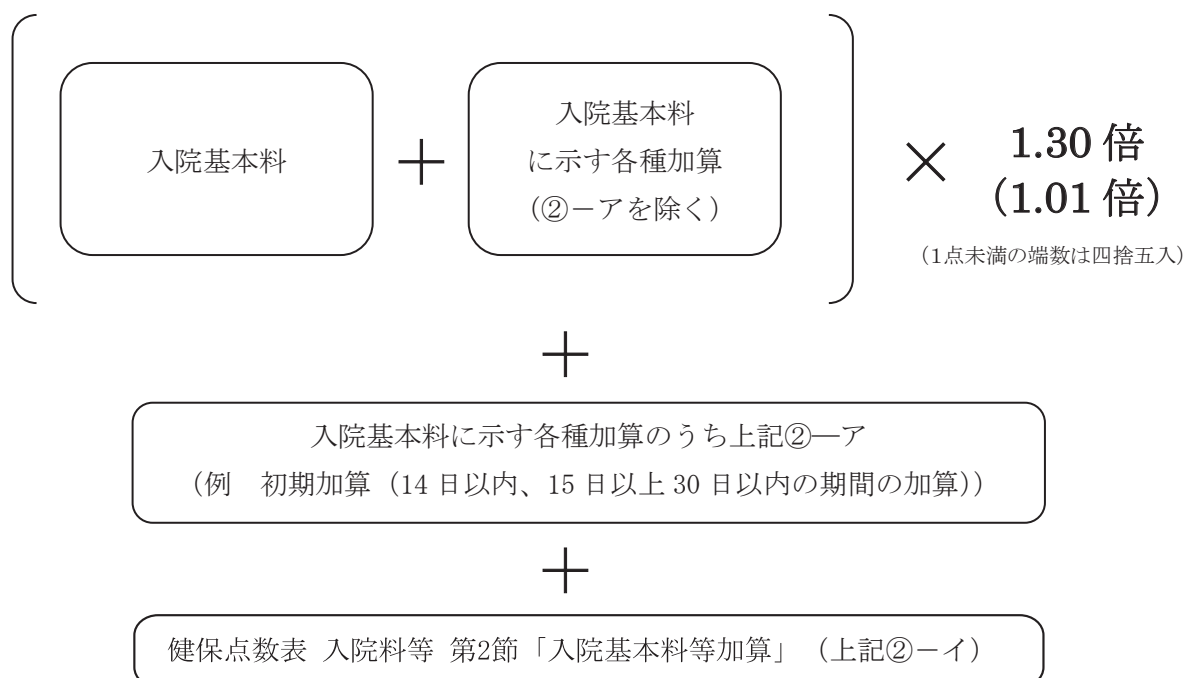 入院基本料
＋
入院基本料
に示す各種加算
（②－アを除く）
×
1.30 倍
（1.01 倍）
（1点未満の端数は四捨五入）
＋
入院基本料に示す各種加算のうち上記②―ア
（例　初期加算（14 日以内、15 日以上 30 日以内の期間の加算））
＋
健保点数表 入院料等 第2節「入院基本料等加算」（上記②－イ）